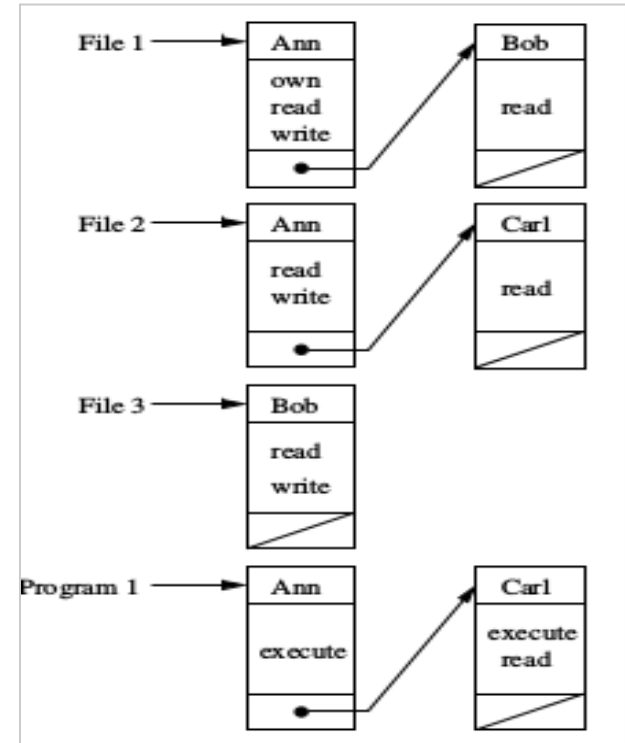 File 1
Ann
own
read
write
Bob
read
File 2
Ann
read
write
Carl
read
File 3
Bob
read
write
Program 1
Ann
execute
Carl
execute
read